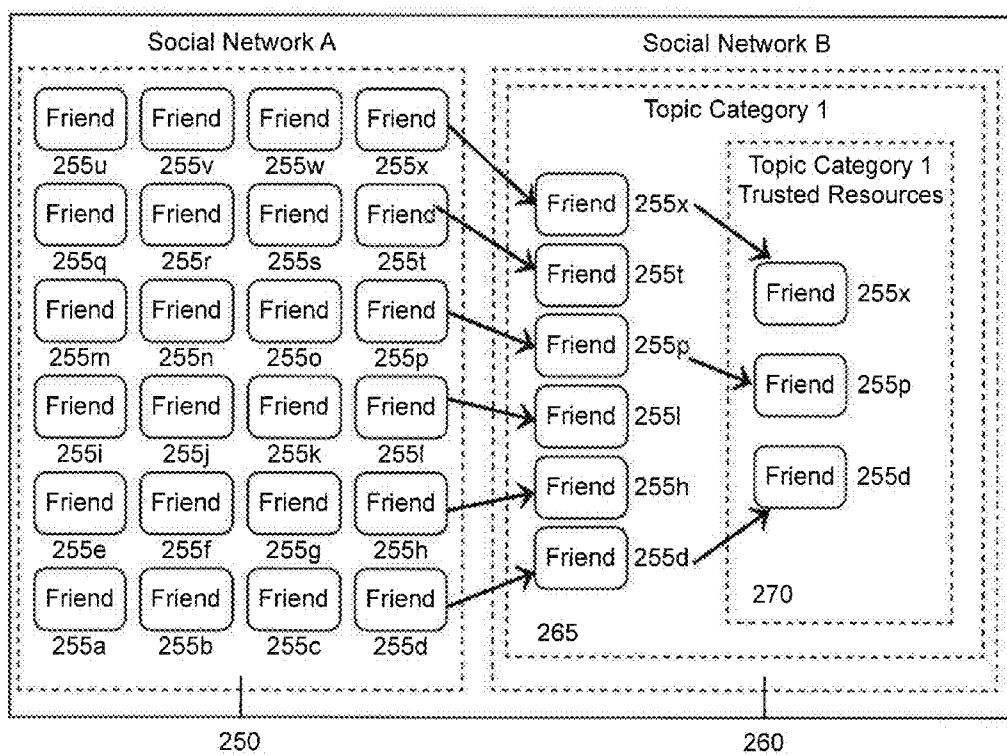 Social Network A
Social Network B
Friend Friend Friend Friend
255u 255v 255w 255x
Friend Friend Friend Friend
255q 255r 255s 255t
Friend Friend Friend Friend
255m 255n 255o 255p
Friend Friend Friend Friend
255i 255j 255k 255l
Friend Friend Friend Friend
255e 255f 255g 255h
Friend Friend Friend Friend
255a 255b 255c 255d
Topic Category 1
Friend 255x
Friend 255t
Friend 255p
Friend 255l
Friend 255h
Friend 255d
265
Topic Category 1
Trusted Resources
Friend 255x
Friend 255p
Friend 255d
270
250
260